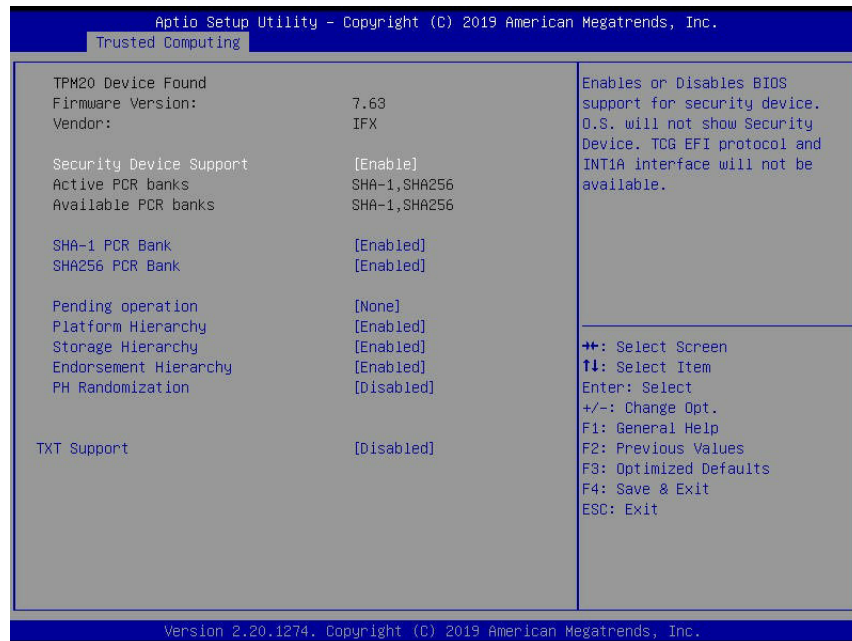 Aptio Setup Utility – Copyright (C) 2019 American Megatrends, Inc.
Trusted Computing
TPM20 Device Found
Firmware Version: 7.63
Vendor: IFX
Security Device Support [Enable]
Active PCR banks SHA-1,SHA256
Available PCR banks SHA-1,SHA256
SHA-1 PCR Bank [Enabled]
SHA256 PCR Bank [Enabled]
Pending operation [None]
Platform Hierarchy [Enabled]
Storage Hierarchy [Enabled]
Endorsement Hierarchy [Enabled]
PH Randomization [Disabled]
TXT Support [Disabled]
Enables or Disables BIOS
support for security device.
O.S. will not show Security
Device. TCG EFI protocol and
INT1A interface will not be
available.
→←: Select Screen
↑↓: Select Item
Enter: Select
+/-: Change Opt.
F1: General Help
F2: Previous Values
F3: Optimized Defaults
F4: Save & Exit
ESC: Exit
Version 2.20.1274. Copyright (C) 2019 American Megatrends, Inc.